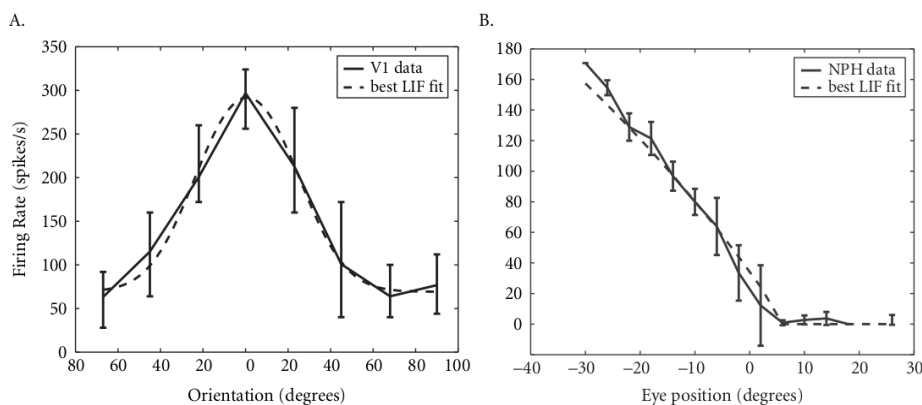 A.
350
300
250
200
150
100
50
0
80 60 40 20 0 20 40 60 80 100
Orientation (degrees)
Firing Rate (spikes/s)
V1 data
best LIF fit
B.
180
160
140
120
100
80
60
40
20
0
−40 −30 −20 −10 0 10 20 30
Eye position (degrees)
NPH data
best LIF fit